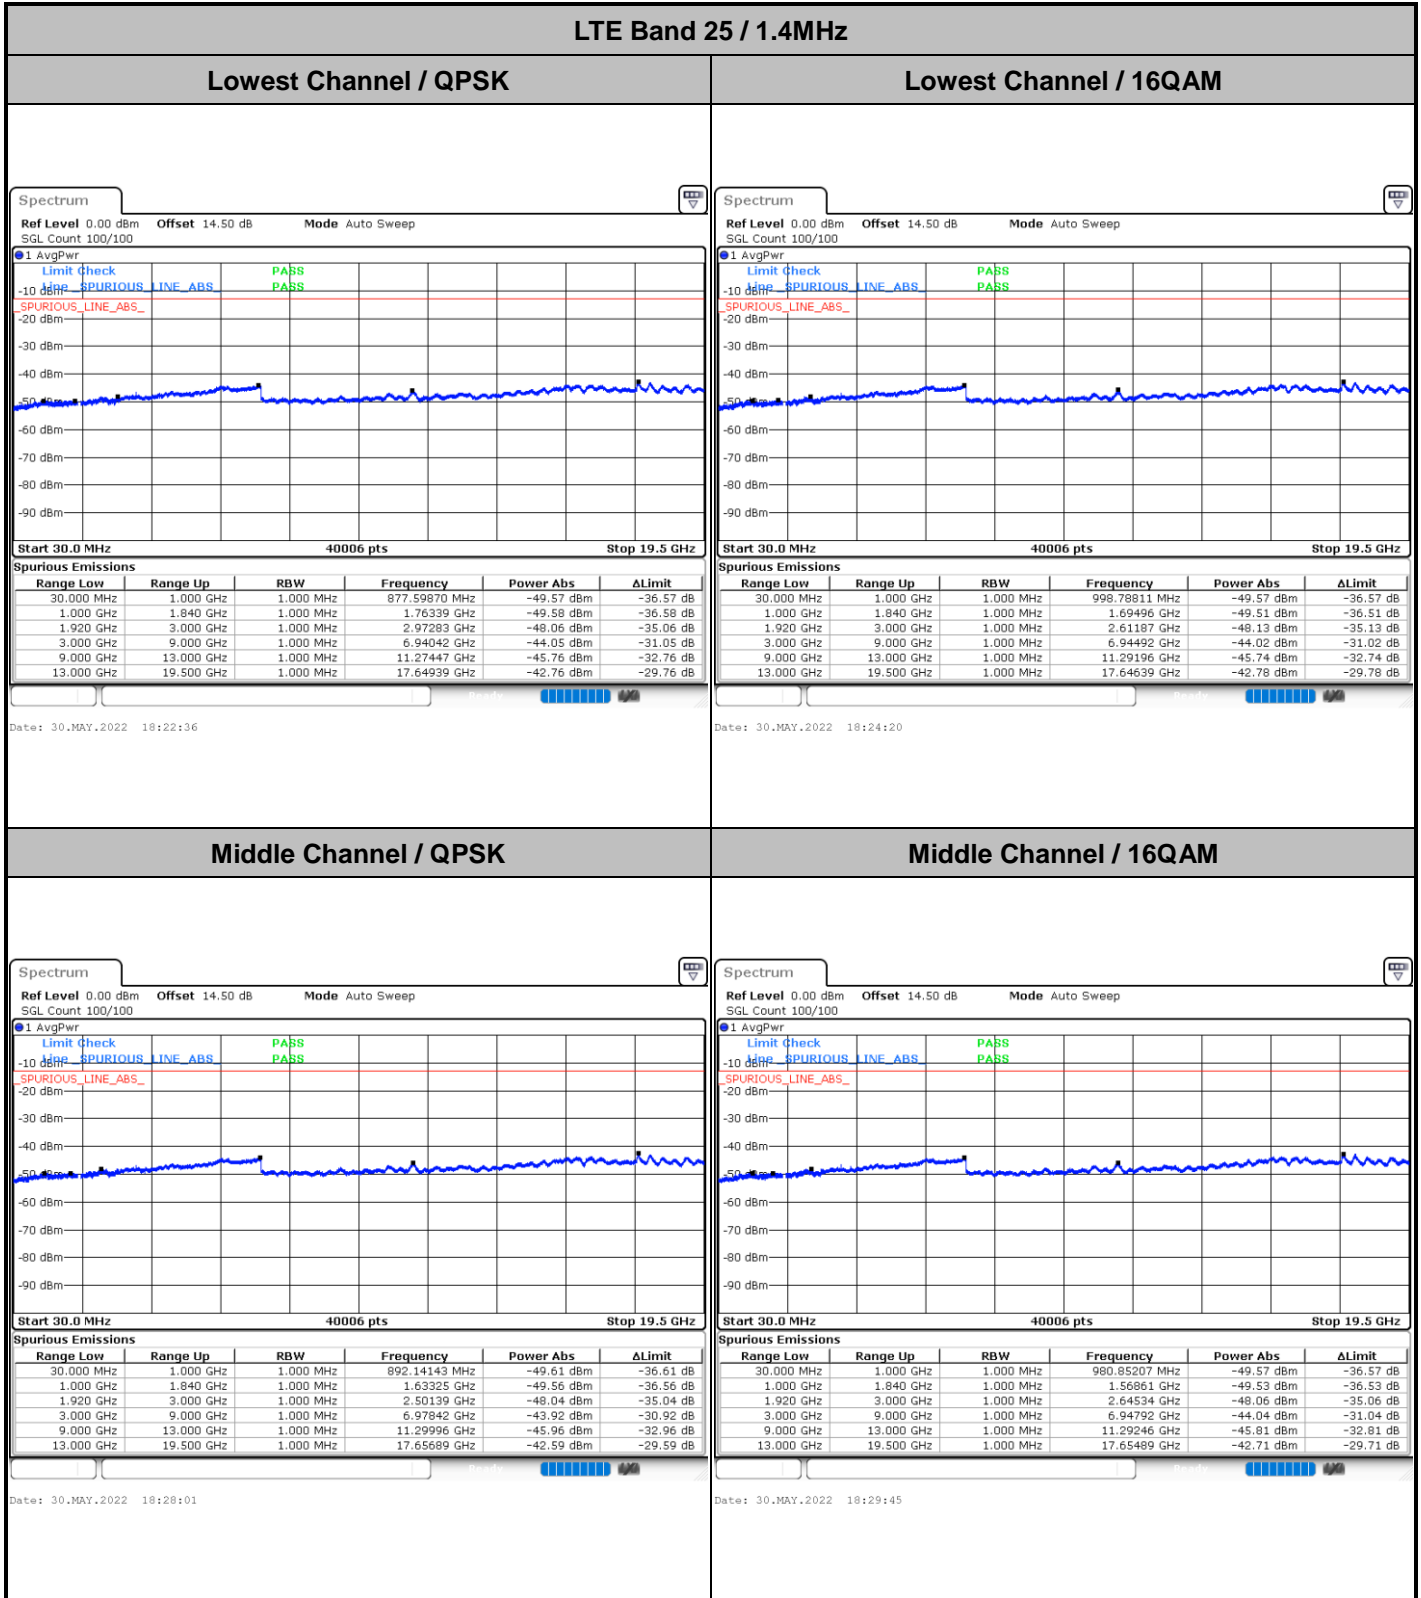 LTE Band 25 / 1.4MHz
Lowest Channel / QPSK
Lowest Channel / 16QAM
Spectrum
Ref Level 0.00 dBm Offset 14.50 dB Mode Auto Sweep
SGL Count 100/100
1 AvgPwr
Limit Check PASS
Line _SPURIOUS_LINE_ABS_ PASS
-10 dBm
_SPURIOUS_LINE_ABS_
-20 dBm
-30 dBm
-40 dBm
-50 dBm
-60 dBm
-70 dBm
-80 dBm
-90 dBm
Start 30.0 MHz 40006 pts Stop 19.5 GHz
Spurious Emissions
Range Low Range Up RBW Frequency Power Abs ΔLimit
30.000 MHz 1.000 GHz 1.000 MHz 877.59870 MHz -49.57 dBm -36.57 dB
1.000 GHz 1.840 GHz 1.000 MHz 1.76339 GHz -49.58 dBm -36.58 dB
1.920 GHz 3.000 GHz 1.000 MHz 2.97283 GHz -48.06 dBm -35.06 dB
3.000 GHz 9.000 GHz 1.000 MHz 6.94042 GHz -44.05 dBm -31.05 dB
9.000 GHz 13.000 GHz 1.000 MHz 11.27447 GHz -45.76 dBm -32.76 dB
13.000 GHz 19.500 GHz 1.000 MHz 17.64939 GHz -42.76 dBm -29.76 dB
Ready
Date: 30.MAY.2022 18:22:36
Spectrum
Ref Level 0.00 dBm Offset 14.50 dB Mode Auto Sweep
SGL Count 100/100
1 AvgPwr
Limit Check PASS
Line _SPURIOUS_LINE_ABS_ PASS
-10 dBm
_SPURIOUS_LINE_ABS_
-20 dBm
-30 dBm
-40 dBm
-50 dBm
-60 dBm
-70 dBm
-80 dBm
-90 dBm
Start 30.0 MHz 40006 pts Stop 19.5 GHz
Spurious Emissions
Range Low Range Up RBW Frequency Power Abs ΔLimit
30.000 MHz 1.000 GHz 1.000 MHz 998.78811 MHz -49.57 dBm -36.57 dB
1.000 GHz 1.840 GHz 1.000 MHz 1.69496 GHz -49.51 dBm -36.51 dB
1.920 GHz 3.000 GHz 1.000 MHz 2.61187 GHz -48.13 dBm -35.13 dB
3.000 GHz 9.000 GHz 1.000 MHz 6.94492 GHz -44.02 dBm -31.02 dB
9.000 GHz 13.000 GHz 1.000 MHz 11.29196 GHz -45.74 dBm -32.74 dB
13.000 GHz 19.500 GHz 1.000 MHz 17.64639 GHz -42.78 dBm -29.78 dB
Ready
Date: 30.MAY.2022 18:24:20
Middle Channel / QPSK
Middle Channel / 16QAM
Spectrum
Ref Level 0.00 dBm Offset 14.50 dB Mode Auto Sweep
SGL Count 100/100
1 AvgPwr
Limit Check PASS
Line _SPURIOUS_LINE_ABS_ PASS
-10 dBm
_SPURIOUS_LINE_ABS_
-20 dBm
-30 dBm
-40 dBm
-50 dBm
-60 dBm
-70 dBm
-80 dBm
-90 dBm
Start 30.0 MHz 40006 pts Stop 19.5 GHz
Spurious Emissions
Range Low Range Up RBW Frequency Power Abs ΔLimit
30.000 MHz 1.000 GHz 1.000 MHz 892.14143 MHz -49.61 dBm -36.61 dB
1.000 GHz 1.840 GHz 1.000 MHz 1.63325 GHz -49.56 dBm -36.56 dB
1.920 GHz 3.000 GHz 1.000 MHz 2.50139 GHz -48.04 dBm -35.04 dB
3.000 GHz 9.000 GHz 1.000 MHz 6.97842 GHz -43.92 dBm -30.92 dB
9.000 GHz 13.000 GHz 1.000 MHz 11.29996 GHz -45.96 dBm -32.96 dB
13.000 GHz 19.500 GHz 1.000 MHz 17.65689 GHz -42.59 dBm -29.59 dB
Ready
Date: 30.MAY.2022 18:28:01
Spectrum
Ref Level 0.00 dBm Offset 14.50 dB Mode Auto Sweep
SGL Count 100/100
1 AvgPwr
Limit Check PASS
Line _SPURIOUS_LINE_ABS_ PASS
-10 dBm
_SPURIOUS_LINE_ABS_
-20 dBm
-30 dBm
-40 dBm
-50 dBm
-60 dBm
-70 dBm
-80 dBm
-90 dBm
Start 30.0 MHz 40006 pts Stop 19.5 GHz
Spurious Emissions
Range Low Range Up RBW Frequency Power Abs ΔLimit
30.000 MHz 1.000 GHz 1.000 MHz 980.85207 MHz -49.57 dBm -36.57 dB
1.000 GHz 1.840 GHz 1.000 MHz 1.56861 GHz -49.53 dBm -36.53 dB
1.920 GHz 3.000 GHz 1.000 MHz 2.64534 GHz -48.06 dBm -35.06 dB
3.000 GHz 9.000 GHz 1.000 MHz 6.94792 GHz -44.04 dBm -31.04 dB
9.000 GHz 13.000 GHz 1.000 MHz 11.29246 GHz -45.81 dBm -32.81 dB
13.000 GHz 19.500 GHz 1.000 MHz 17.65489 GHz -42.71 dBm -29.71 dB
Ready
Date: 30.MAY.2022 18:29:45